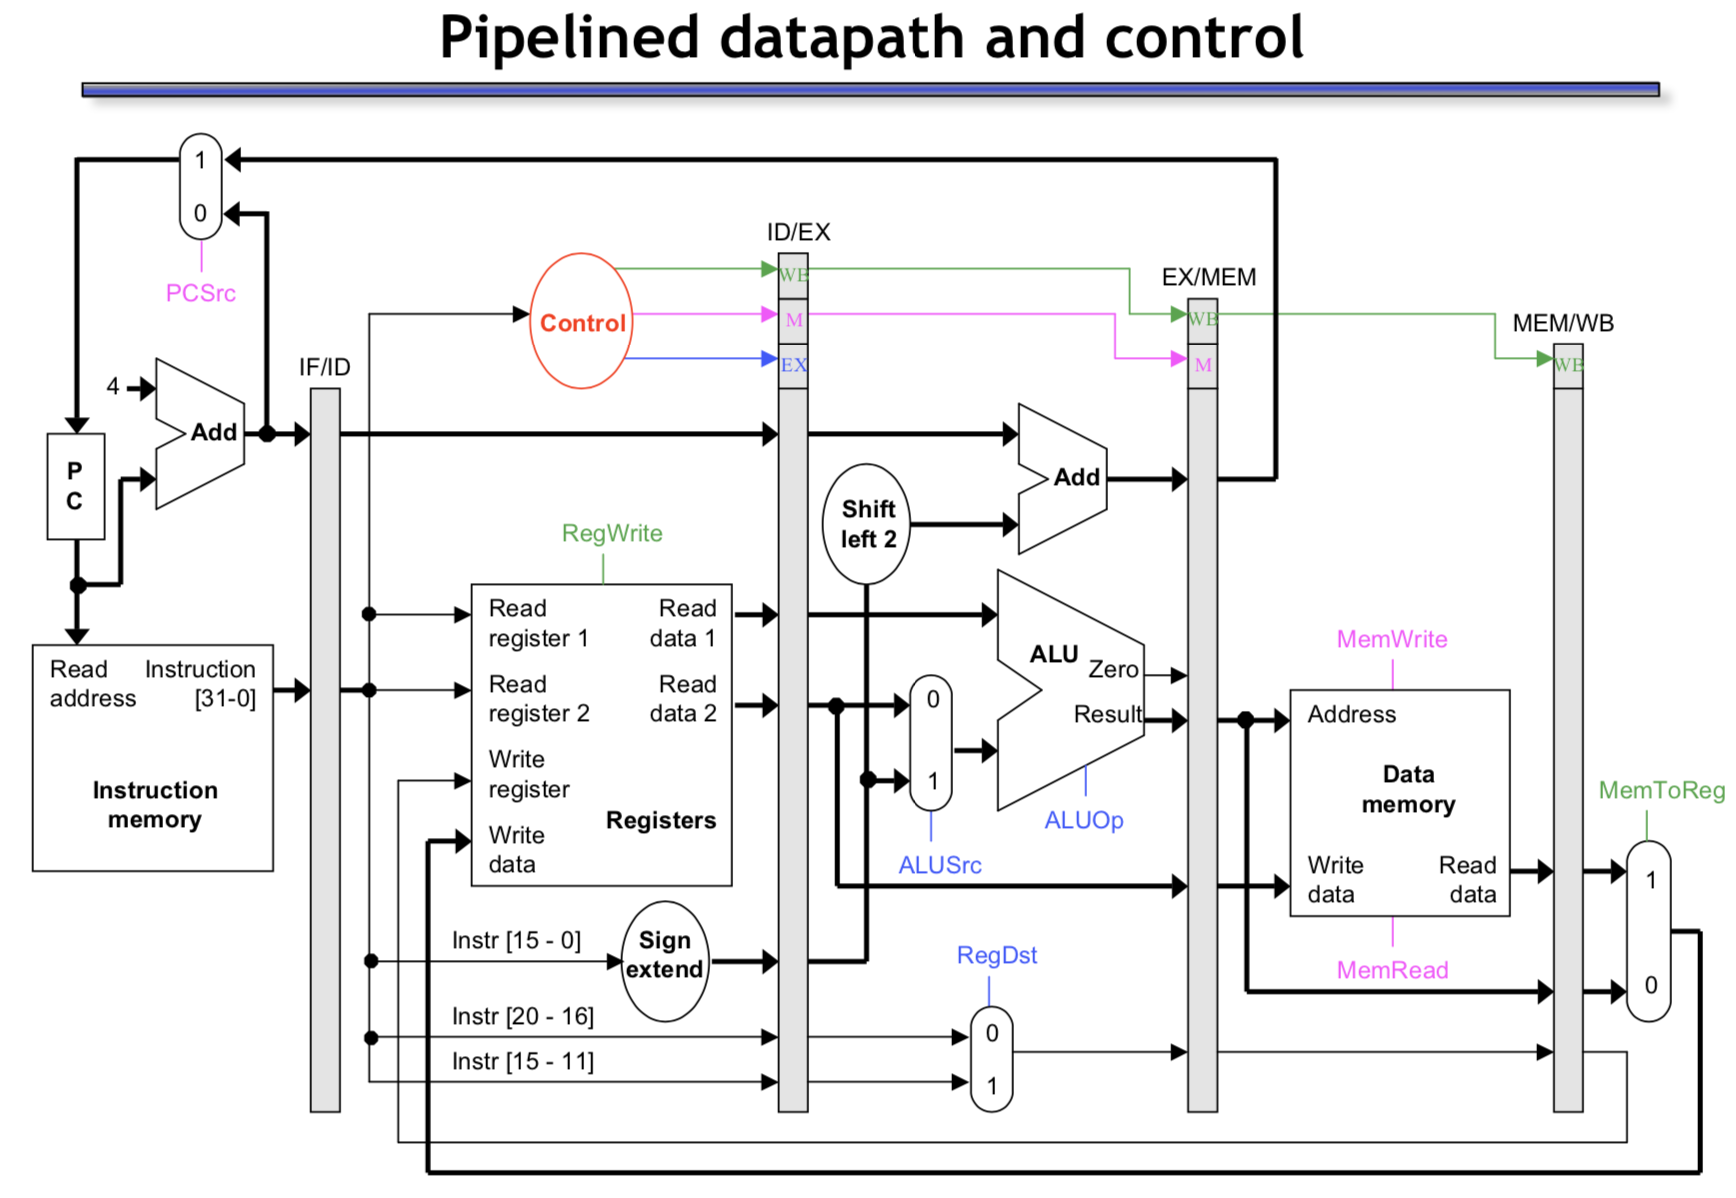 Pipelined datapath and control
1
0
PCSrc
ID/EX
WB
M
EX
EX/MEM
WB
M
MEM/WB
WB
Control
IF/ID
4
Add
P
C
Add
Shift
left 2
RegWrite
Read
register 1
Read
data 1
Read
register 2
Read
data 2
Write
register
Write
data
Registers
Read
address
Instruction
[31-0]
Instruction
memory
0
1
ALUSrc
ALU
Zero
Result
ALUOp
MemWrite
Address
Data
memory
Write
data
Read
data
MemRead
MemToReg
1
0
Instr [15 - 0]
Sign
extend
Instr [20 - 16]
Instr [15 - 11]
RegDst
0
1